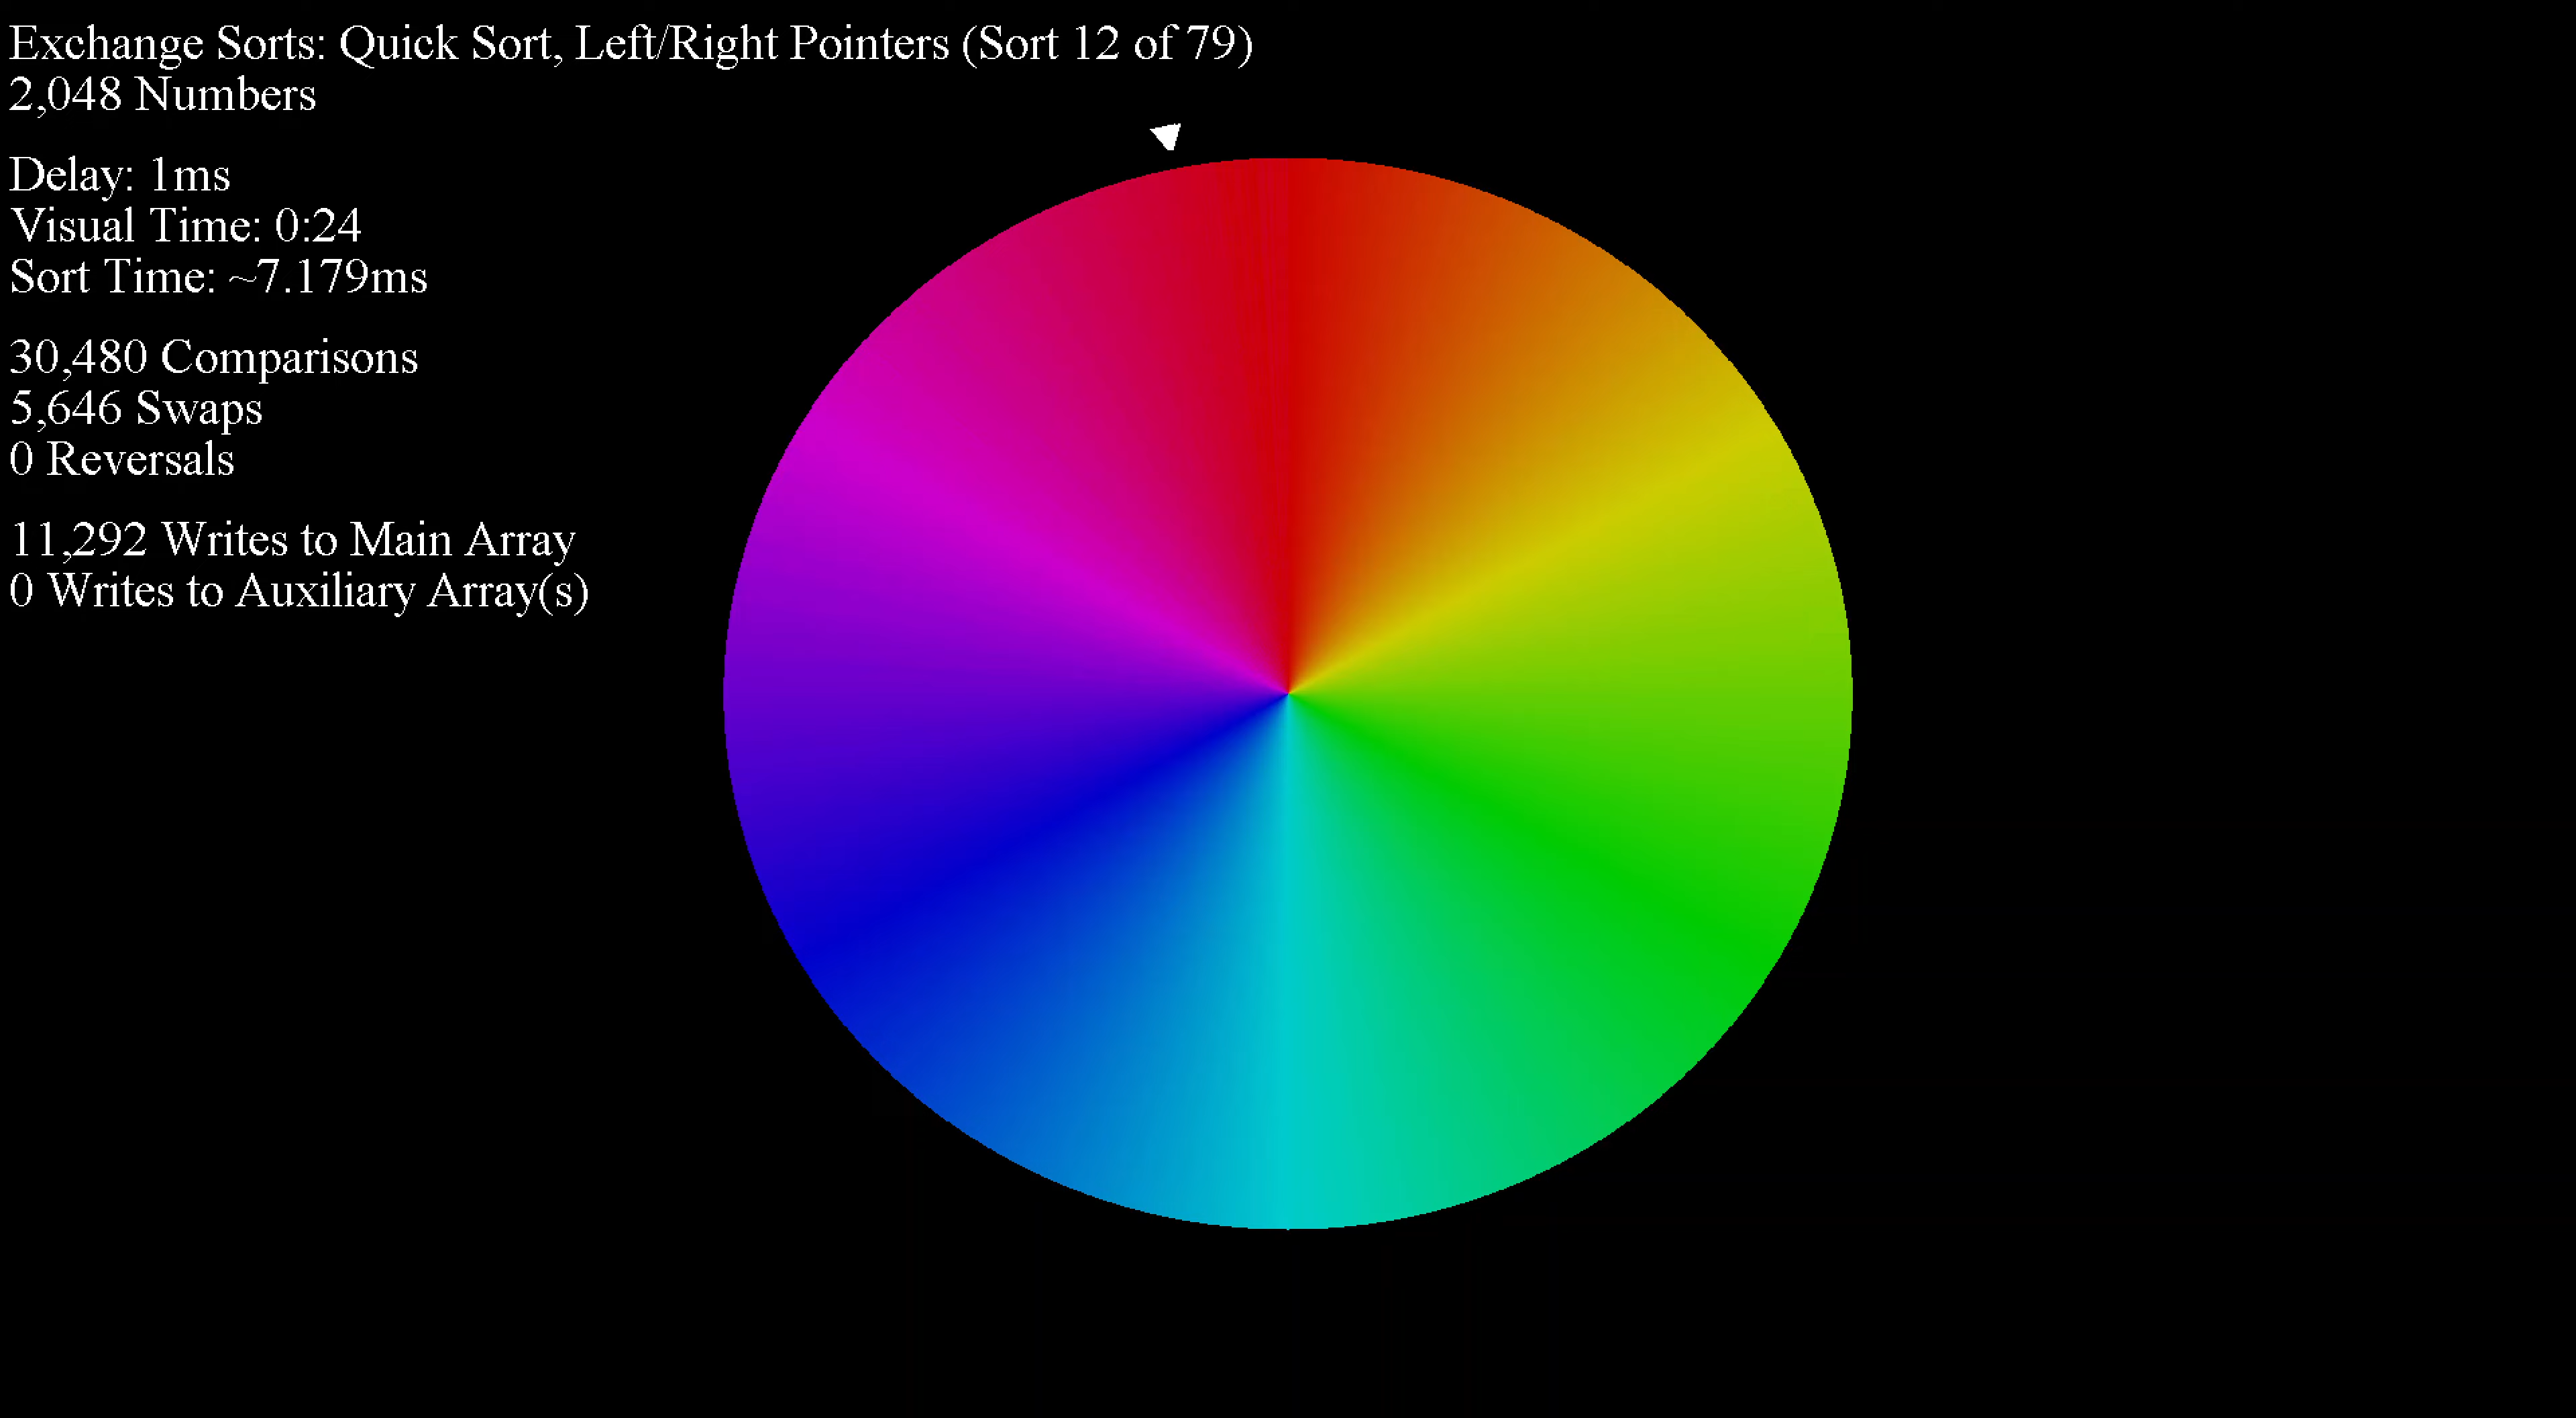 Exchange Sorts: Quick Sort, Left/Right Pointers (Sort 12 of 79)
2,048 Numbers
Delay: 1ms
Visual Time: 0:24
Sort Time: ~7.179ms
30,480 Comparisons
5,646 Swaps
0 Reversals
11,292 Writes to Main Array
0 Writes to Auxiliary Array(s)